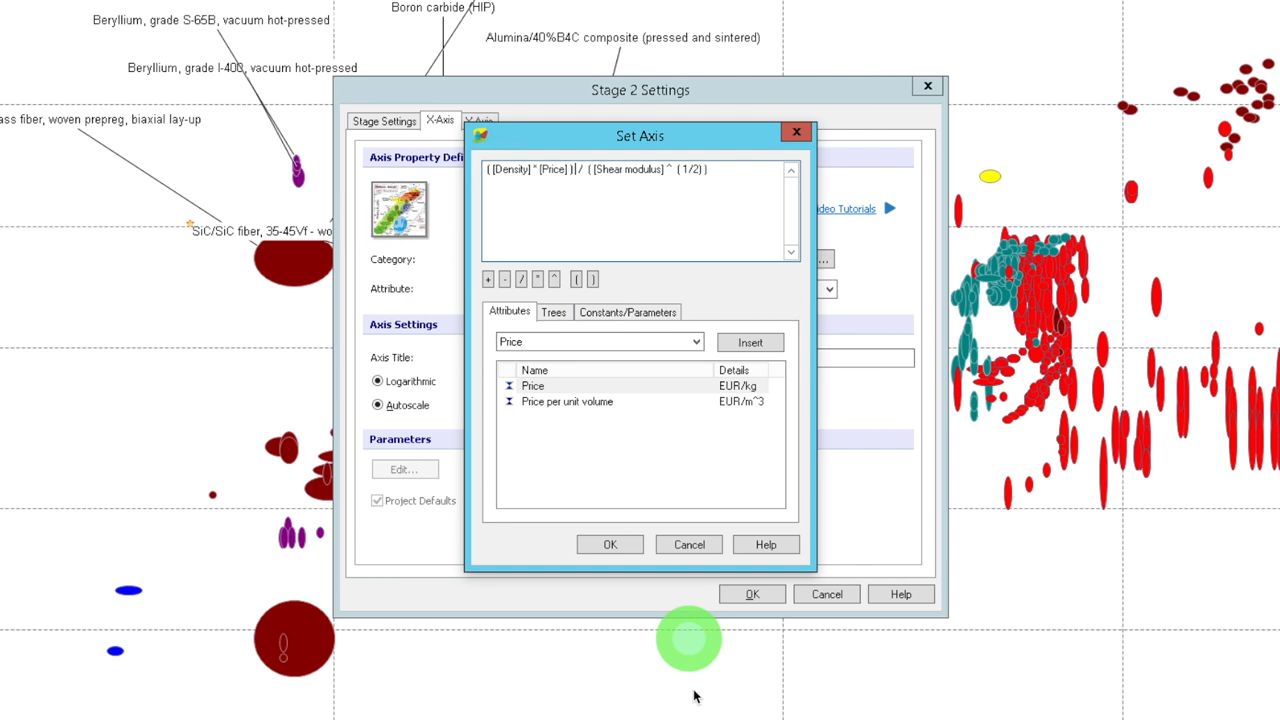 Boron carbide (HIP)
Beryllium, grade S-65B, vacuum hot-pressed
Alumina/40%B4C composite (pressed and sintered)
Beryllium, grade I-400, vacuum hot-pressed
ass fiber, woven prepreg, biaxial lay-up
SiC/SiC fiber, 35-45Vf - wo
Stage 2 Settings
x
Stage Settings
X-Axis
Y-Axis
Axis Property Defi
ideo Tutorials
Category:
...
Attribute:
Axis Settings
Axis Title:
Logarithmic
Autoscale
Parameters
Edit...
Project Defaults
OK
Cancel
Help
Set Axis
x
( [Density] * [Price] ) / ( [Shear modulus] ^ (1/2) )
+ - / * ^ ( )
Attributes
Trees
Constants/Parameters
Price
Insert
Name Details
Price EUR/kg
Price per unit volume EUR/m^3
OK
Cancel
Help